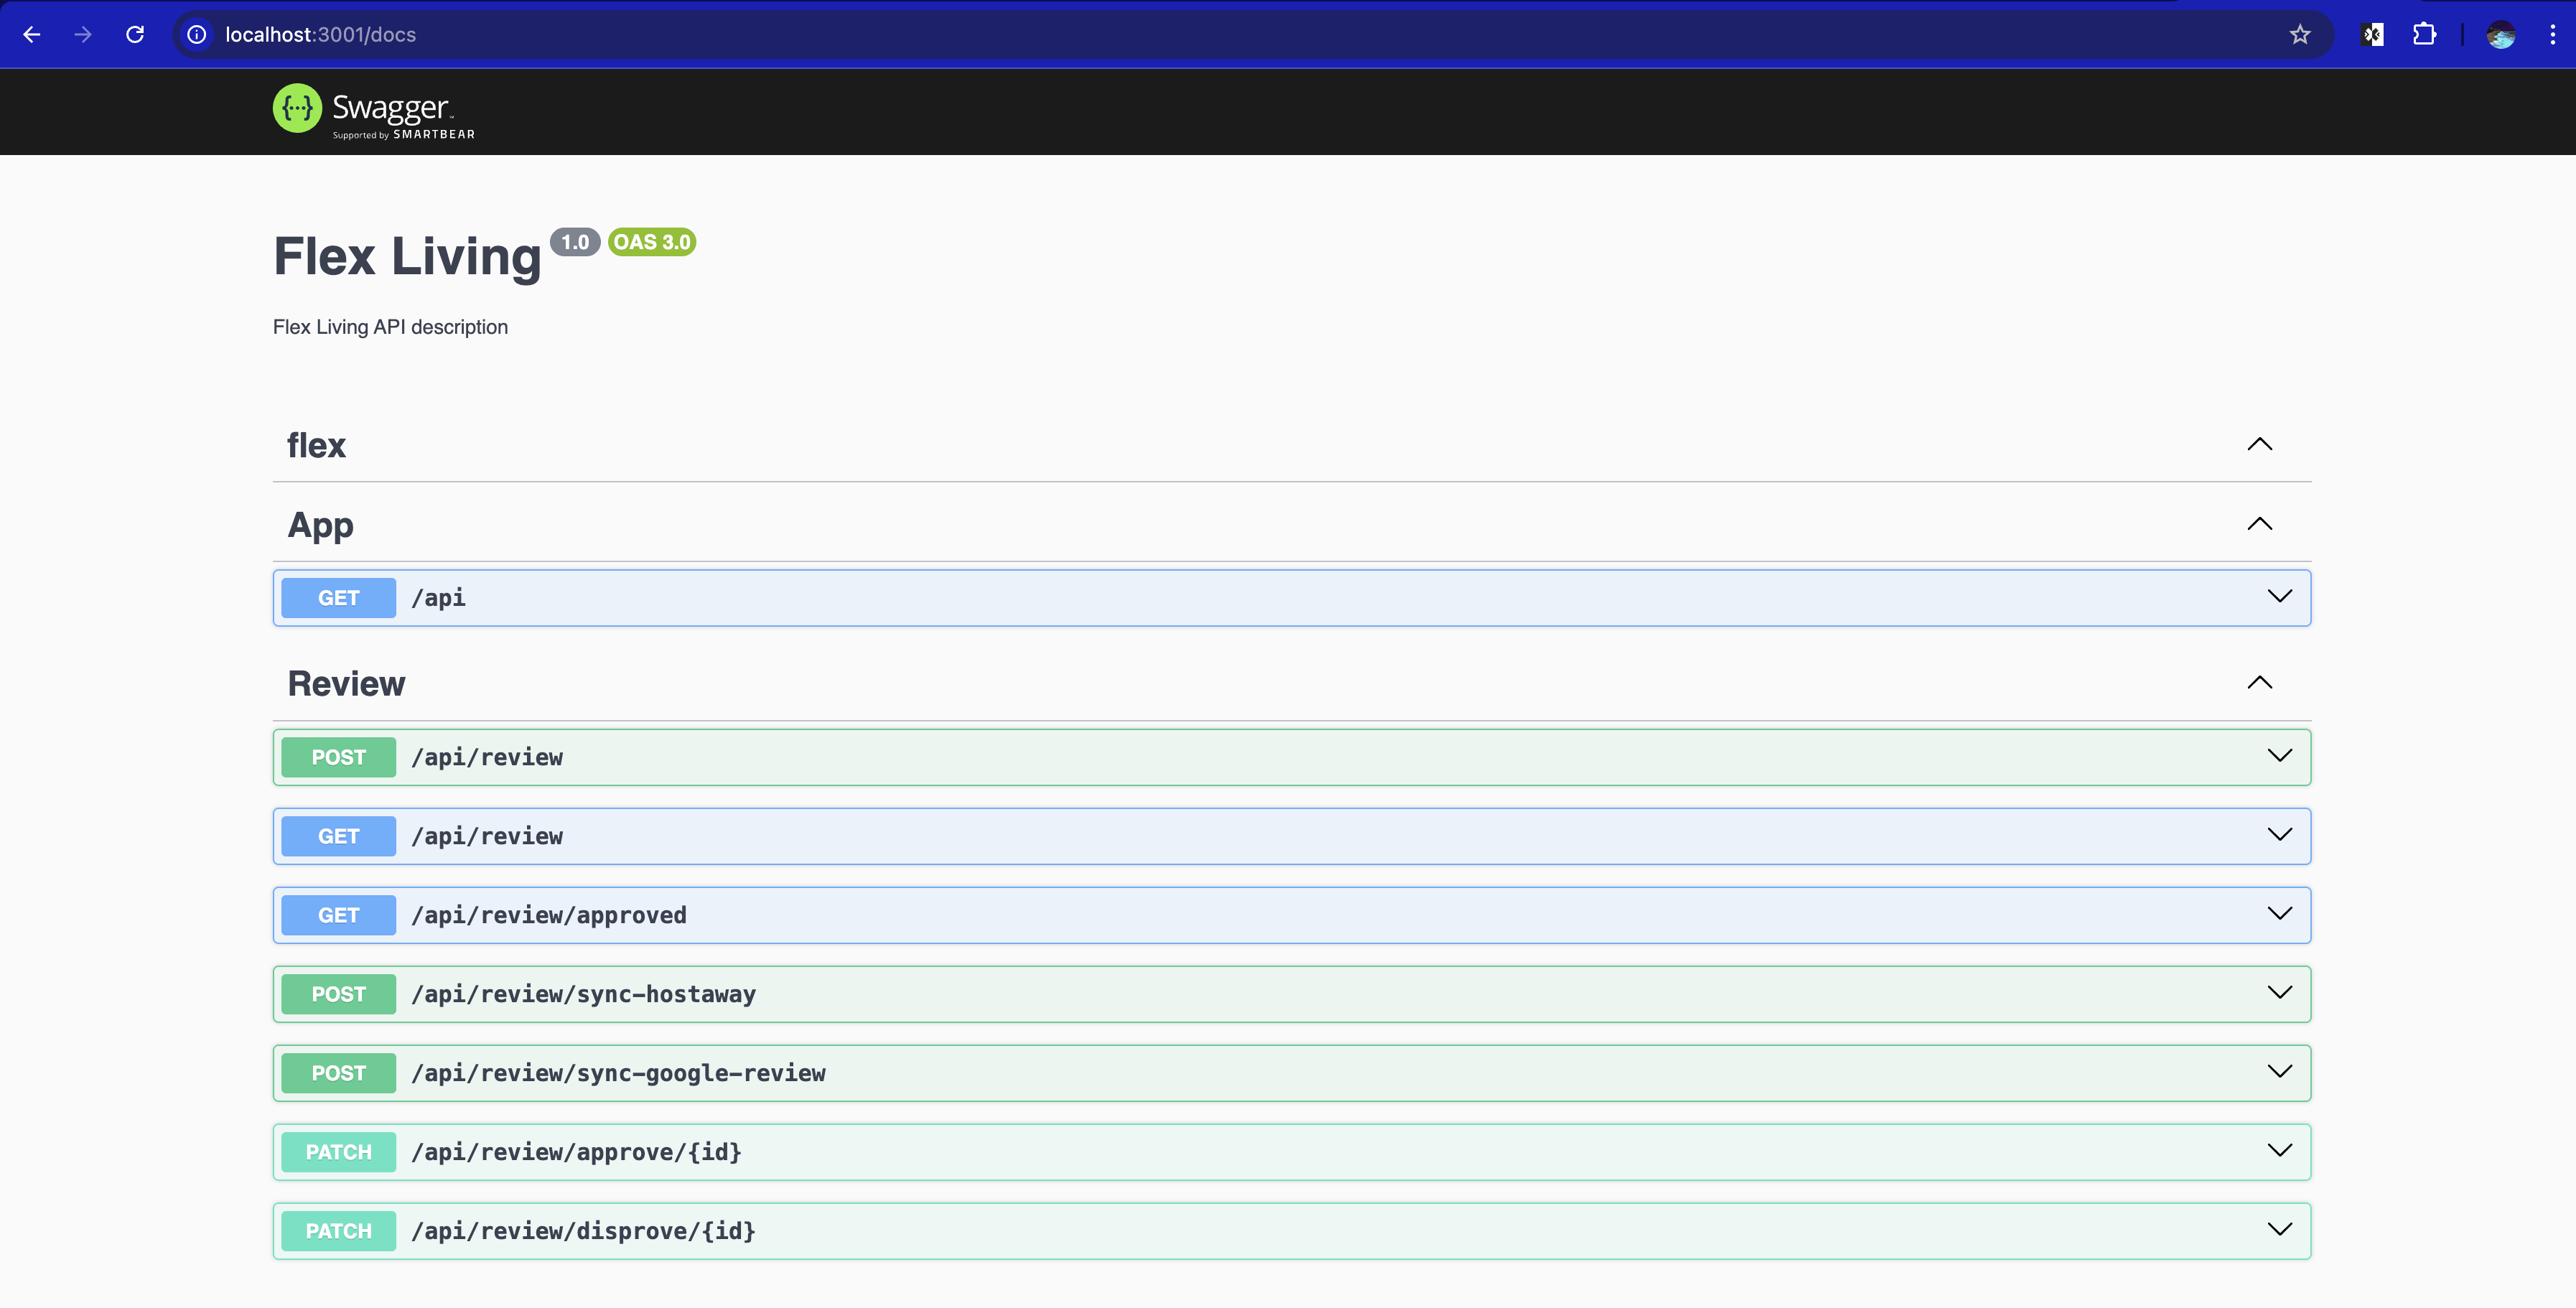 localhost:3001/docs
Swagger
Supported by SMARTBEAR
Flex Living 1.0 OAS 3.0
Flex Living API description
flex
App
GET /api
Review
POST /api/review
GET /api/review
GET /api/review/approved
POST /api/review/sync-hostaway
POST /api/review/sync-google-review
PATCH /api/review/approve/{id}
PATCH /api/review/disprove/{id}